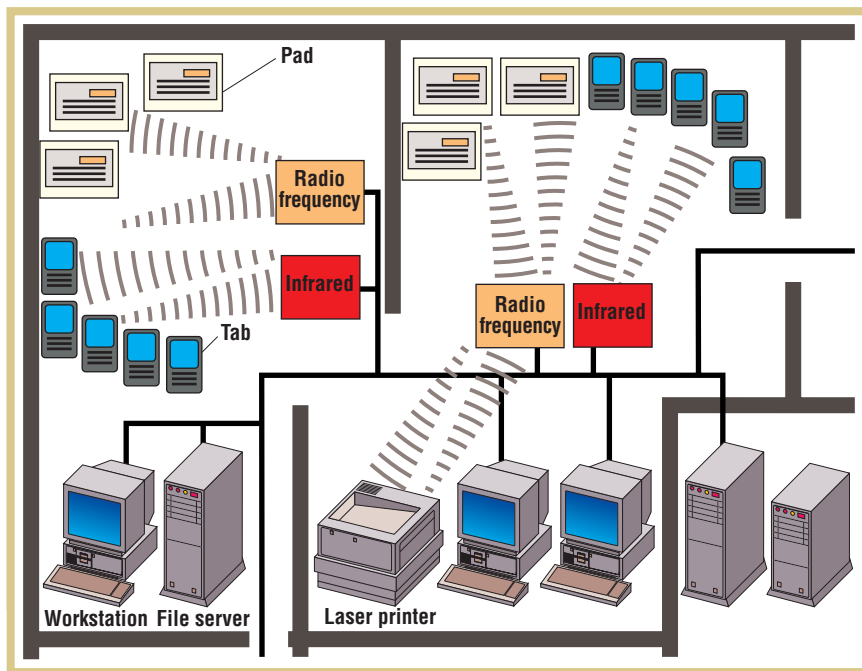 Pad
Radio
frequency
Infrared
Tab
Radio
frequency
Infrared
Workstation File server
Laser printer